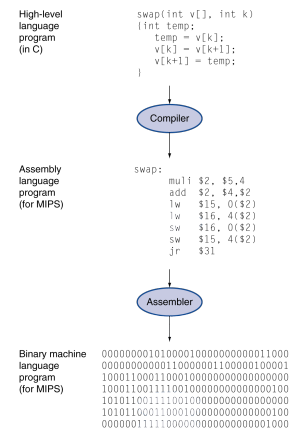 High-level
language
program
(in C)
swap(int v[], int k)
{int temp;
temp = v[k];
v[k] = v[k+1];
v[k+1] = temp;
}
Compiler
Assembly
language
program
(for MIPS)
swap:
muli $2, $5,4
add $2, $4,$2
lw $15, 0($2)
lw $16, 4($2)
sw $16, 0($2)
sw $15, 4($2)
jr $31
Assembler
Binary machine
language
program
(for MIPS)
00000000101000010000000000011000
00000000000110000001100000100001
10001100011000100000000000000000
10001100111100100000000000000100
10101100111100100000000000000000
10101100011000100000000000000100
00000011111000000000000000001000